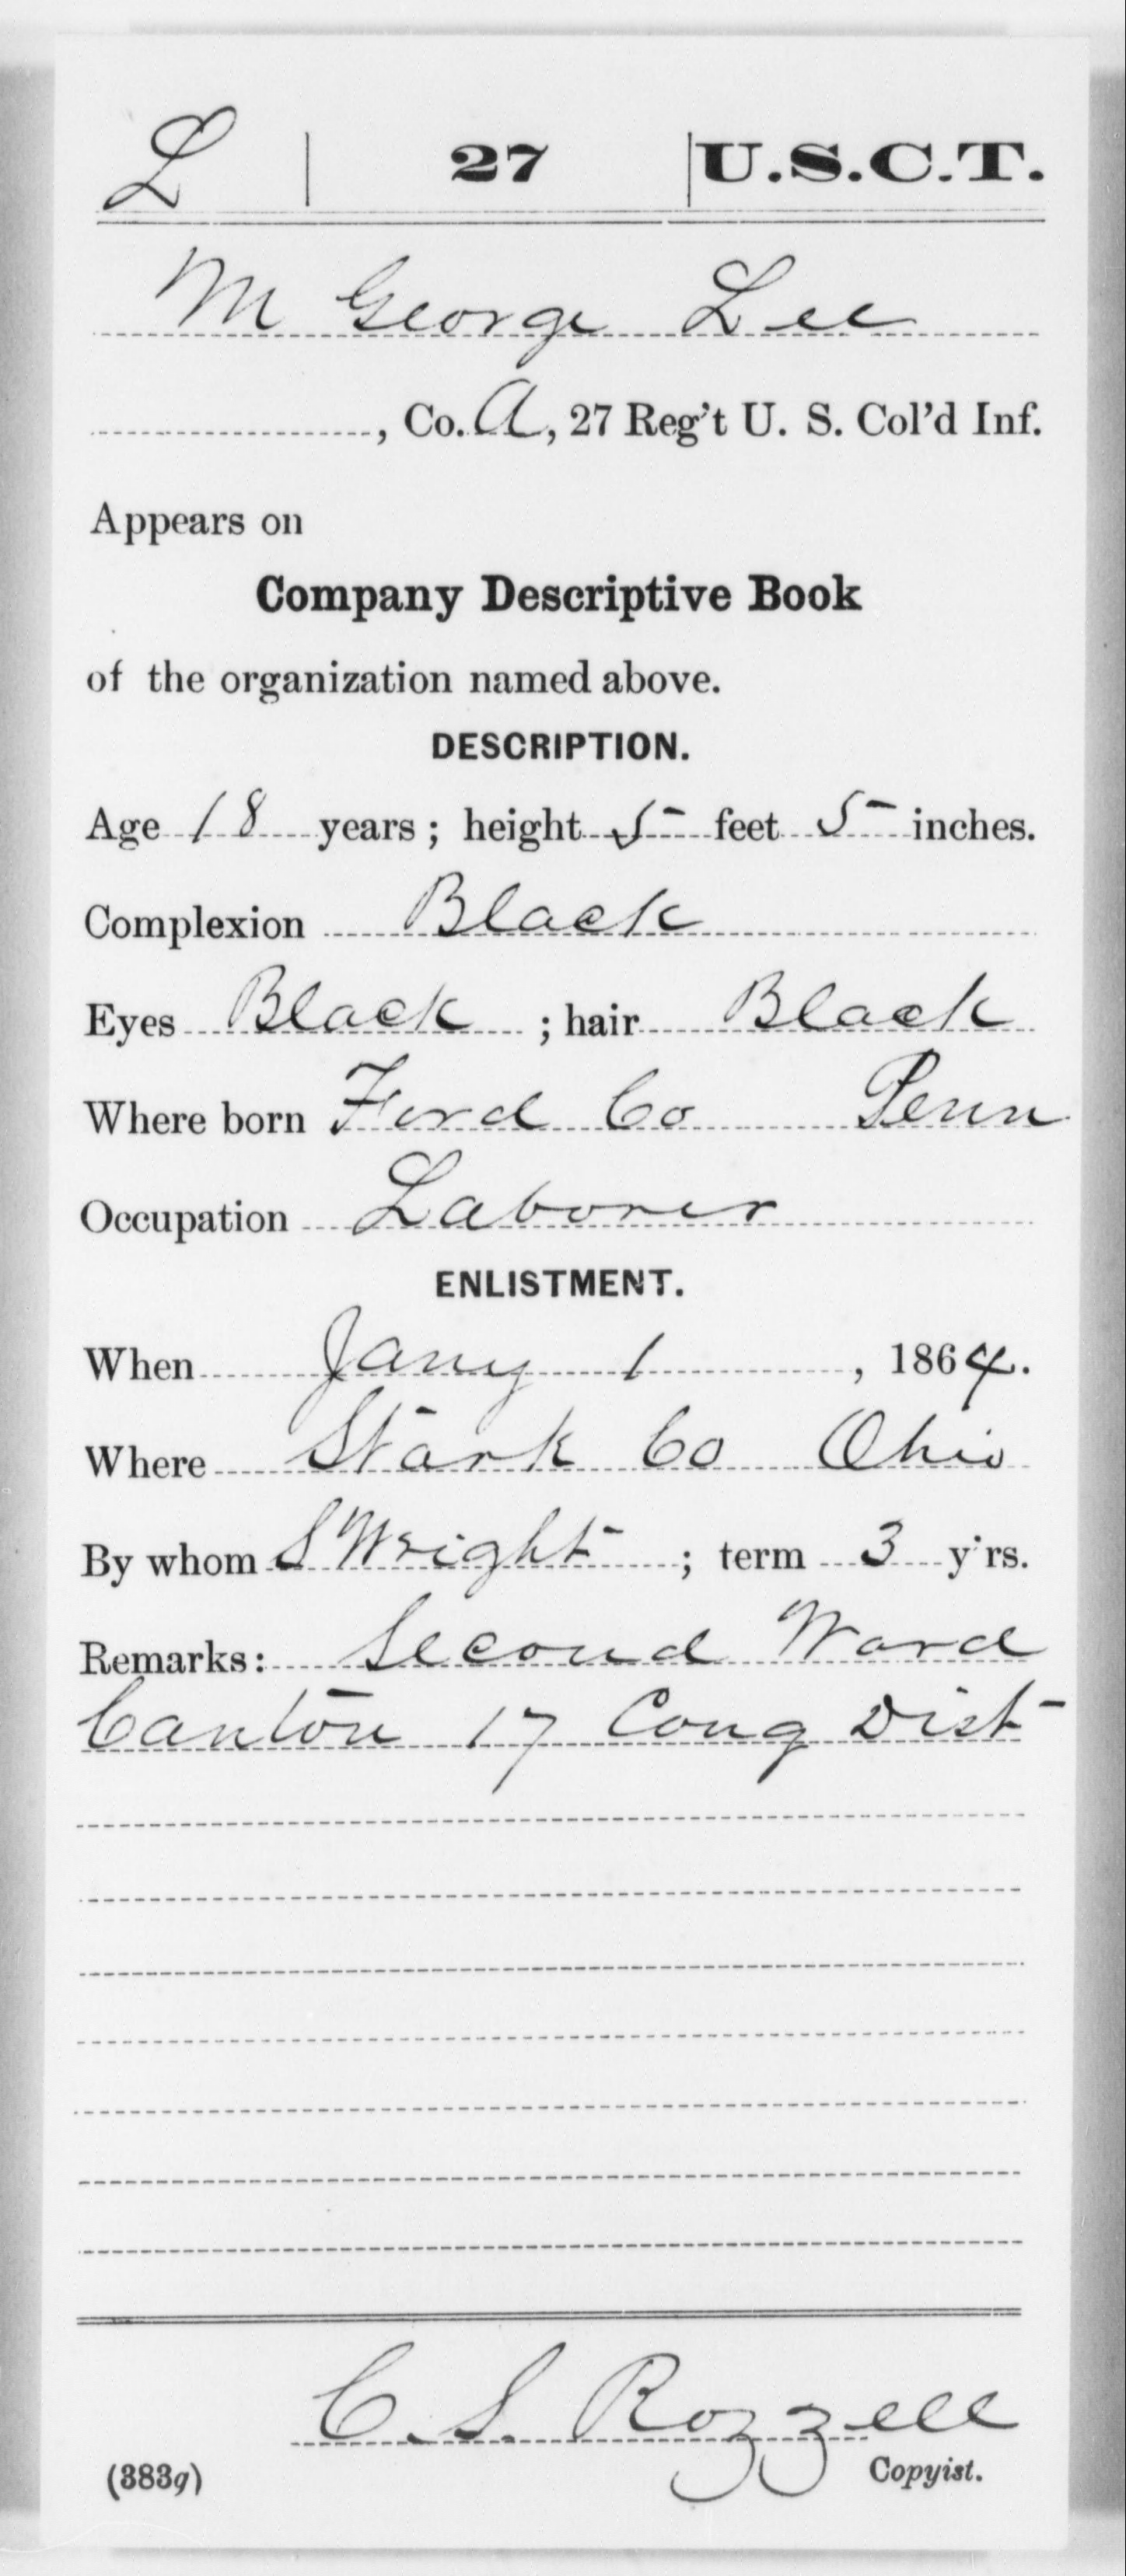 L | 27 | U.S.C.T.
M George Lee
, Co. A, 27 Reg't U. S. Col'd Inf.
Appears on
Company Descriptive Book
of the organization named above.
DESCRIPTION.
Age 18 years; height 5 feet 5 inches.
Complexion Black
Eyes Black ; hair Black
Where born Ford Co Penn
Occupation Laborer
ENLISTMENT.
When Jany 1, 1864.
Where Stark Co Ohio
By whom S Wright ; term 3 y'rs.
Remarks: Second Ward
Canton 17 Cong Dist
C. S. Rozzell
(383g) Copyist.